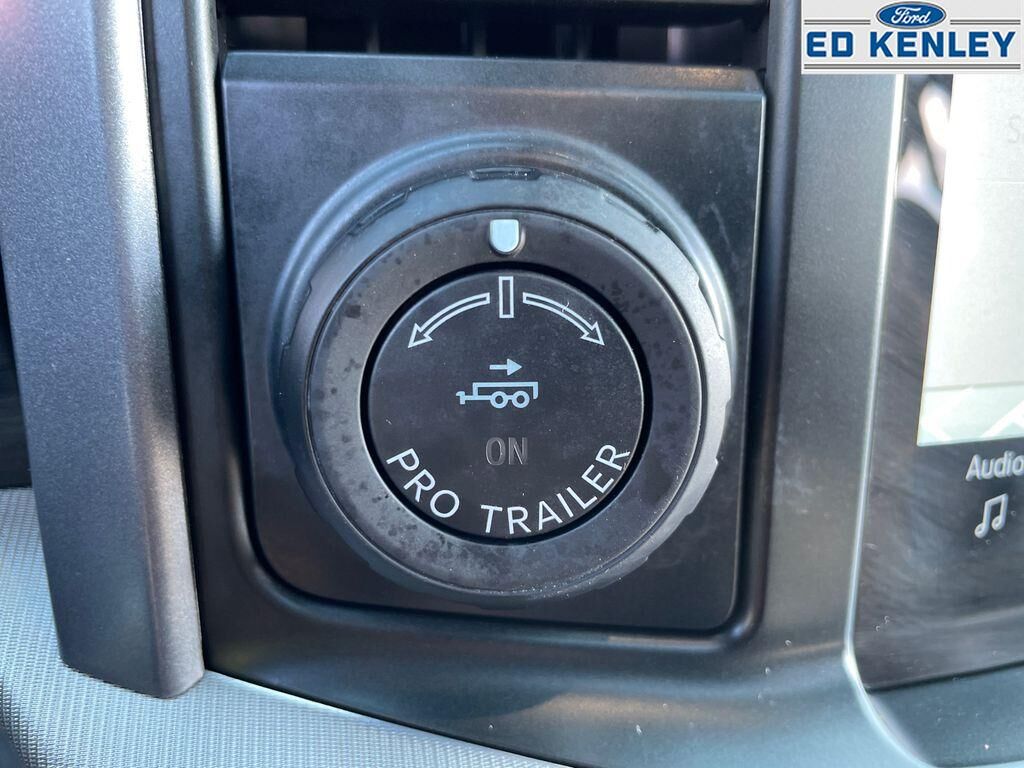 Ford
ED KENLEY
ON
PRO TRAILER
Audio